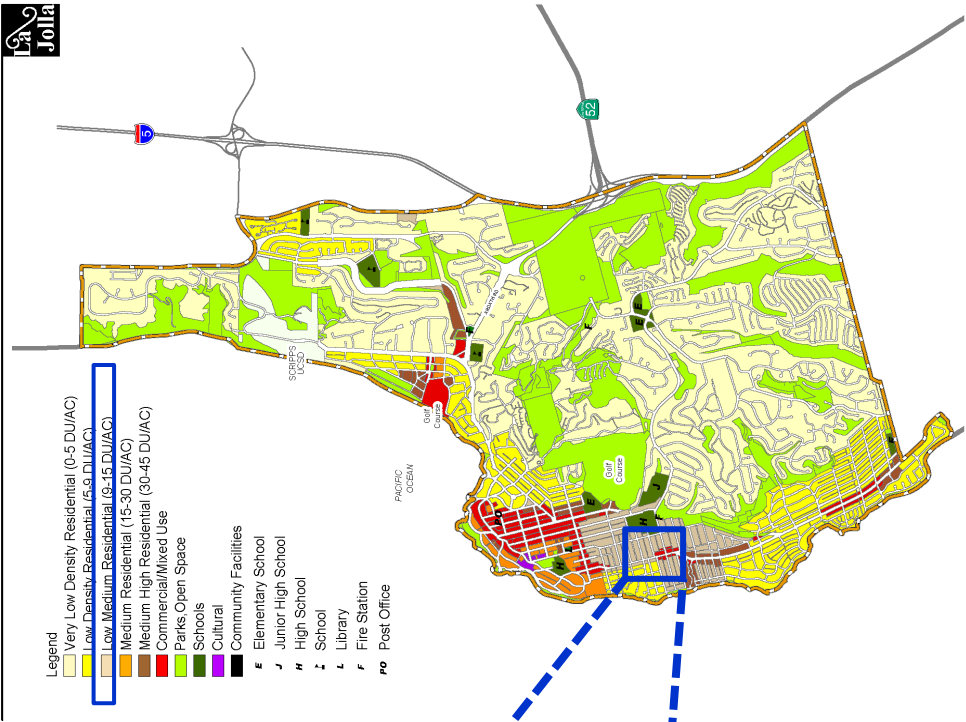 La
Jolla
5
52
SCRIPPS
UCSD
Golf
Course
PACIFIC
OCEAN
Golf
Course
Legend
Very Low Density Residential (0-5 DU/AC)
Low Density Residential (5-9 DU/AC)
Low Medium Residential (9-15 DU/AC)
Medium Residential (15-30 DU/AC)
Medium High Residential (30-45 DU/AC)
Commercial/Mixed Use
Parks, Open Space
Schools
Cultural
Community Facilities
E Elementary School
J Junior High School
H High School
School
L Library
F Fire Station
PO Post Office
F
E
E
E
J
H
F
PO
L
H